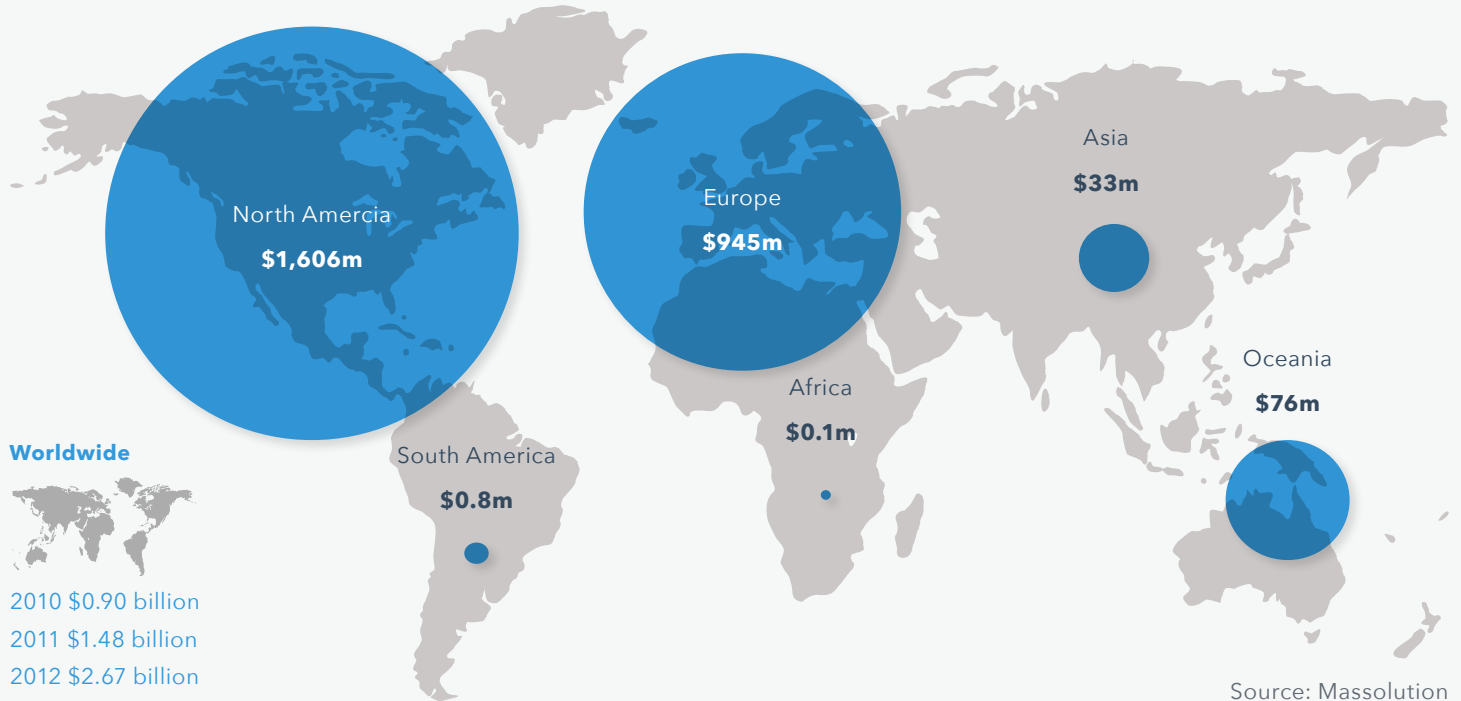 North Amercia
$1,606m
Europe
$945m
Asia
$33m
Oceania
$76m
Africa
$0.1m
South America
$0.8m
Worldwide
2010 $0.90 billion
2011 $1.48 billion
2012 $2.67 billion
Source: Massolution